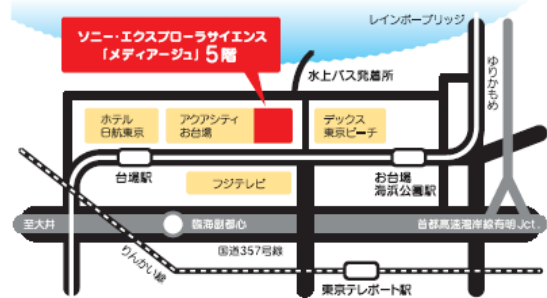 レインボーブリッジ
ソニー・エクスプローラサイエンス
「メディアージュ」5階
水上バス発着所
ゆりかもめ
ホテル
日航東京
アクアシティ
お台場
デックス
東京ビーチ
台場駅
お台場
海浜公園駅
フジテレビ
至大井
臨海副都心
首都高速湾岸線有明Jct.
りんかい線
国道357号線
東京テレポート駅